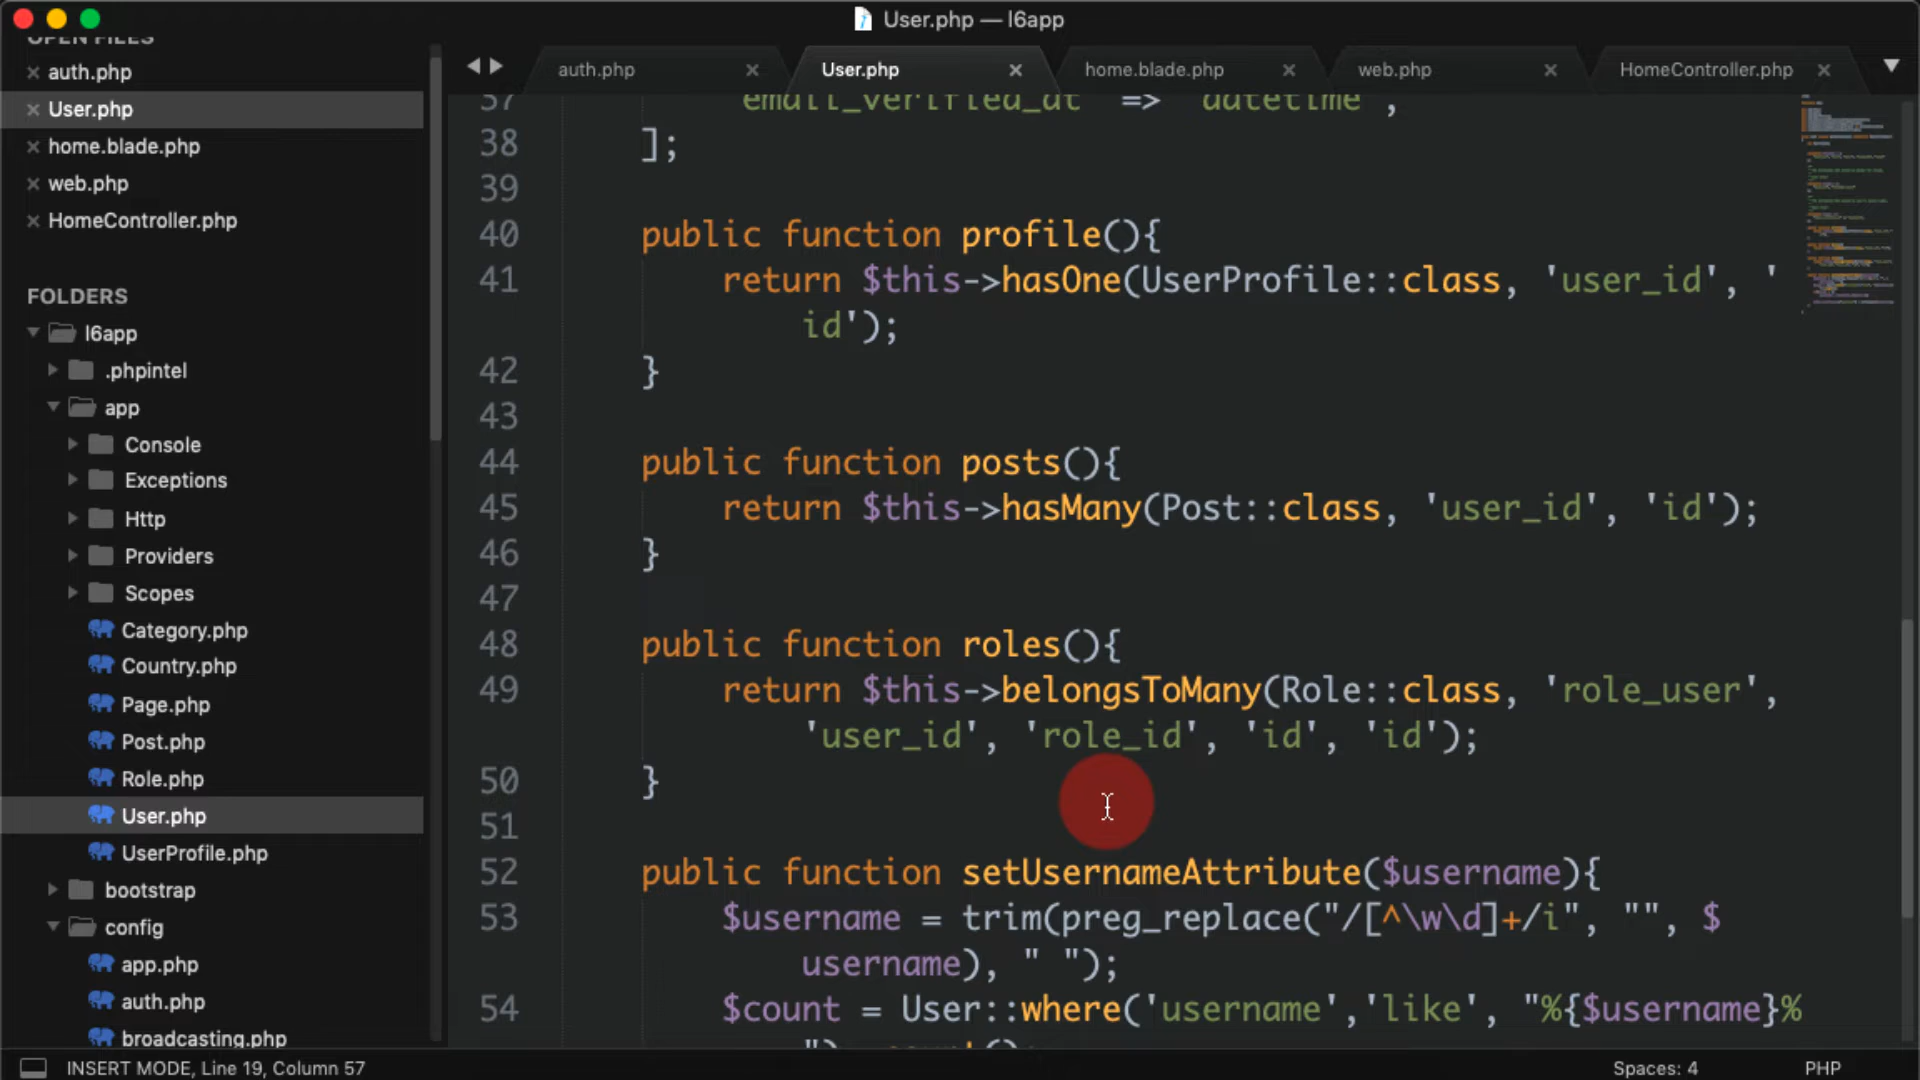 User.php — l6app
OPEN FILES
auth.php
User.php
home.blade.php
web.php
HomeController.php
FOLDERS
l6app
.phpintel
app
Console
Exceptions
Http
Providers
Scopes
Category.php
Country.php
Page.php
Post.php
Role.php
User.php
UserProfile.php
bootstrap
config
app.php
auth.php
broadcasting.php
auth.php
User.php
home.blade.php
web.php
HomeController.php
37 'email_verified_at' => 'datetime',
38 ];
39
40 public function profile(){
41 return $this->hasOne(UserProfile::class, 'user_id', '
id');
42 }
43
44 public function posts(){
45 return $this->hasMany(Post::class, 'user_id', 'id');
46 }
47
48 public function roles(){
49 return $this->belongsToMany(Role::class, 'role_user',
'user_id', 'role_id', 'id', 'id');
50 }
51
52 public function setUsernameAttribute($username){
53 $username = trim(preg_replace("/[^\w\d]+/i", "", $
username), " ");
54 $count = User::where('username','like', "%{$username}%
")->count();
INSERT MODE, Line 19, Column 57
Spaces: 4
PHP